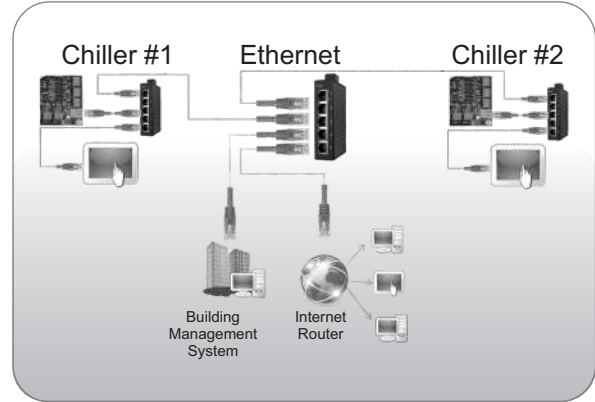 Chiller #1
Ethernet
Chiller #2
Building
Management
System
Internet
Router